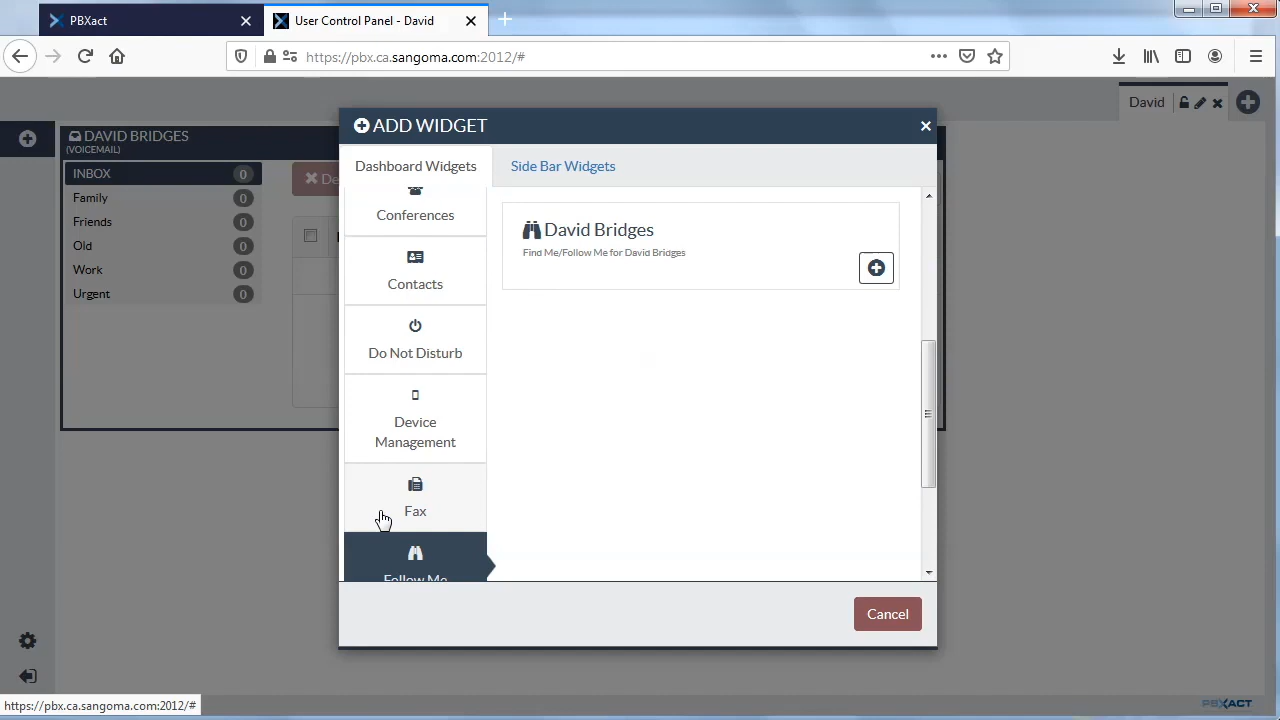 PBXact
User Control Panel - David
https://pbx.ca.sangoma.com:2012/#
David
DAVID BRIDGES
(VOICEMAIL)
INBOX 0
Family 0
Friends 0
Old 0
Work 0
Urgent 0
De
ADD WIDGET
Dashboard Widgets
Side Bar Widgets
Conferences
Contacts
Do Not Disturb
Device
Management
Fax
Follow Me
David Bridges
Find Me/Follow Me for David Bridges
Cancel
https://pbx.ca.sangoma.com:2012/#
PBXACT